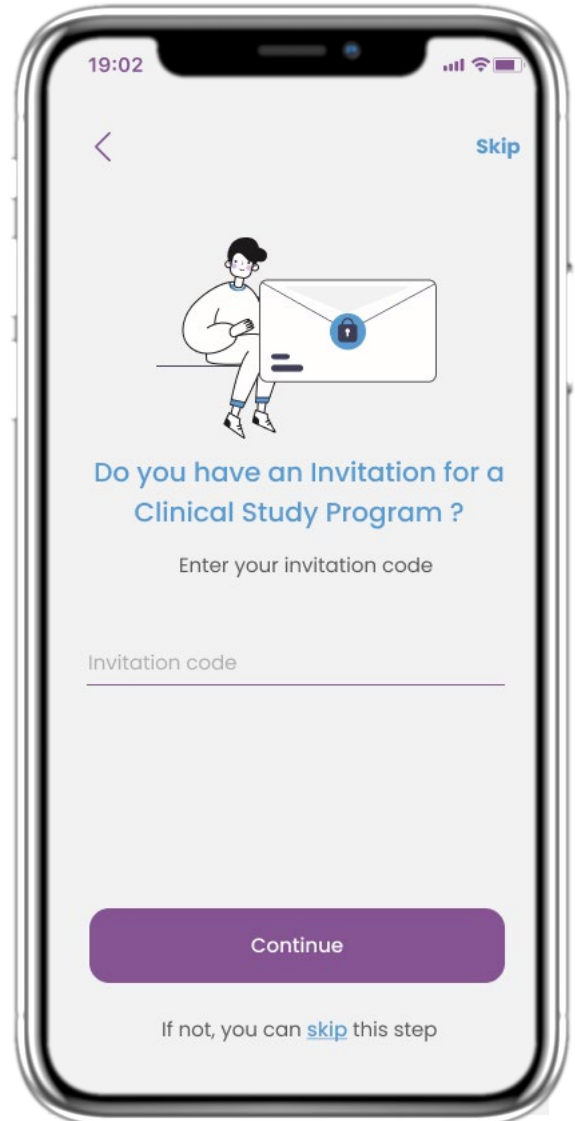 19:02
Skip
Do you have an Invitation for a
Clinical Study Program ?
Enter your invitation code
Invitation code
Continue
If not, you can skip this step